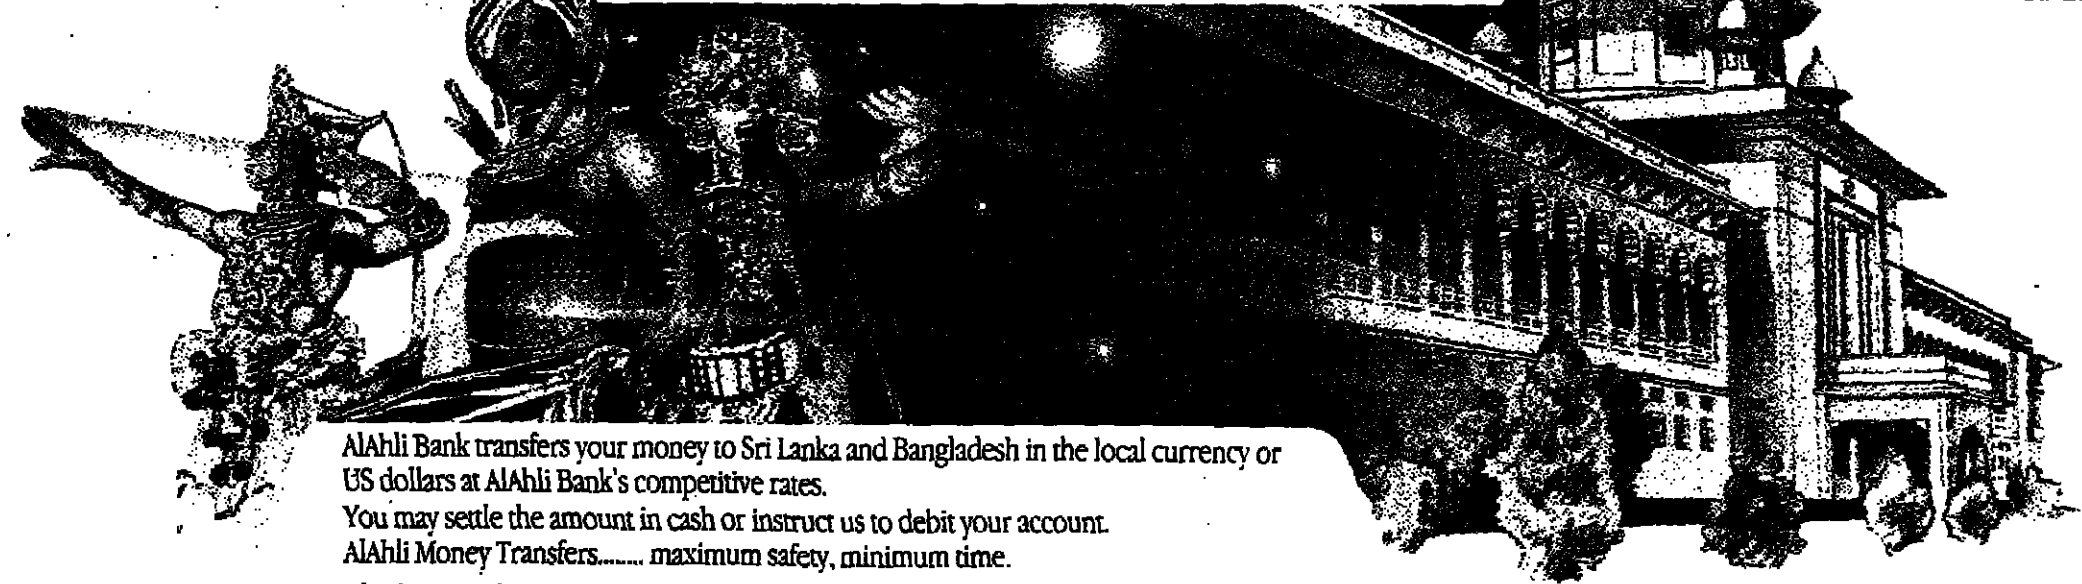 AlAhli Bank transfers your money to Sri Lanka and Bangladesh in the local currency or
US dollars at AlAhli Bank's competitive rates.
You may settle the amount in cash or instruct us to debit your account.
AlAhli Money Transfers........ maximum safety, minimum time.